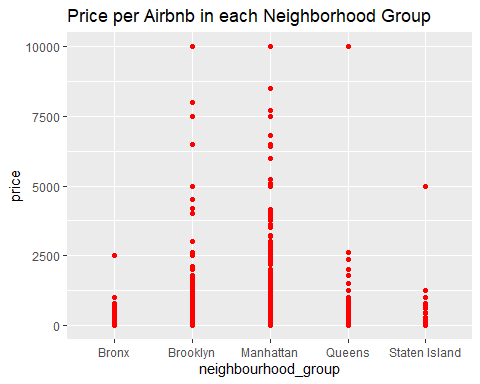 Price per Airbnb in each Neighborhood Group
price
10000
7500
5000
2500
0
Bronx Brooklyn Manhattan Queens Staten Island
neighbourhood_group